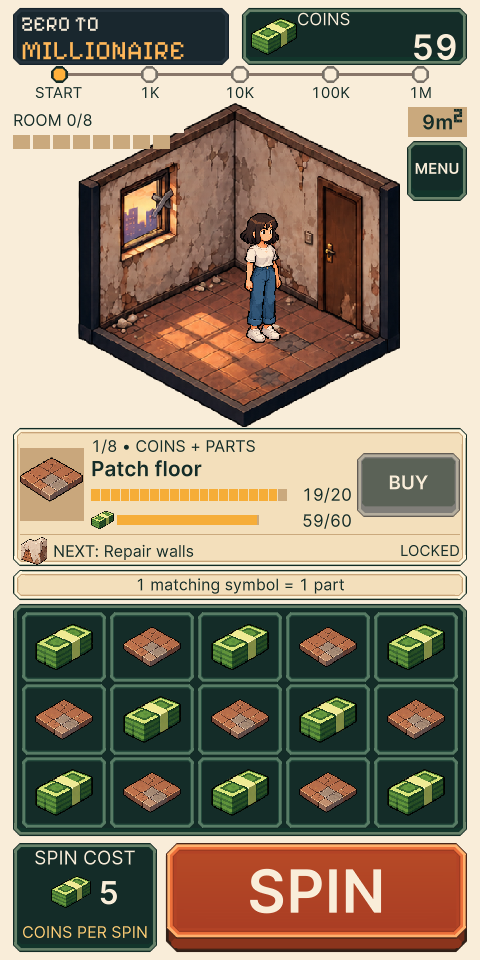 ZERO TO
MILLIONAIRE
COINS
59
START
1K
10K
100K
1M
ROOM 0/8
9m²
MENU
1/8 • COINS + PARTS
Patch floor
19/20
59/60
BUY
NEXT: Repair walls
LOCKED
1 matching symbol = 1 part
SPIN COST
5
COINS PER SPIN
SPIN